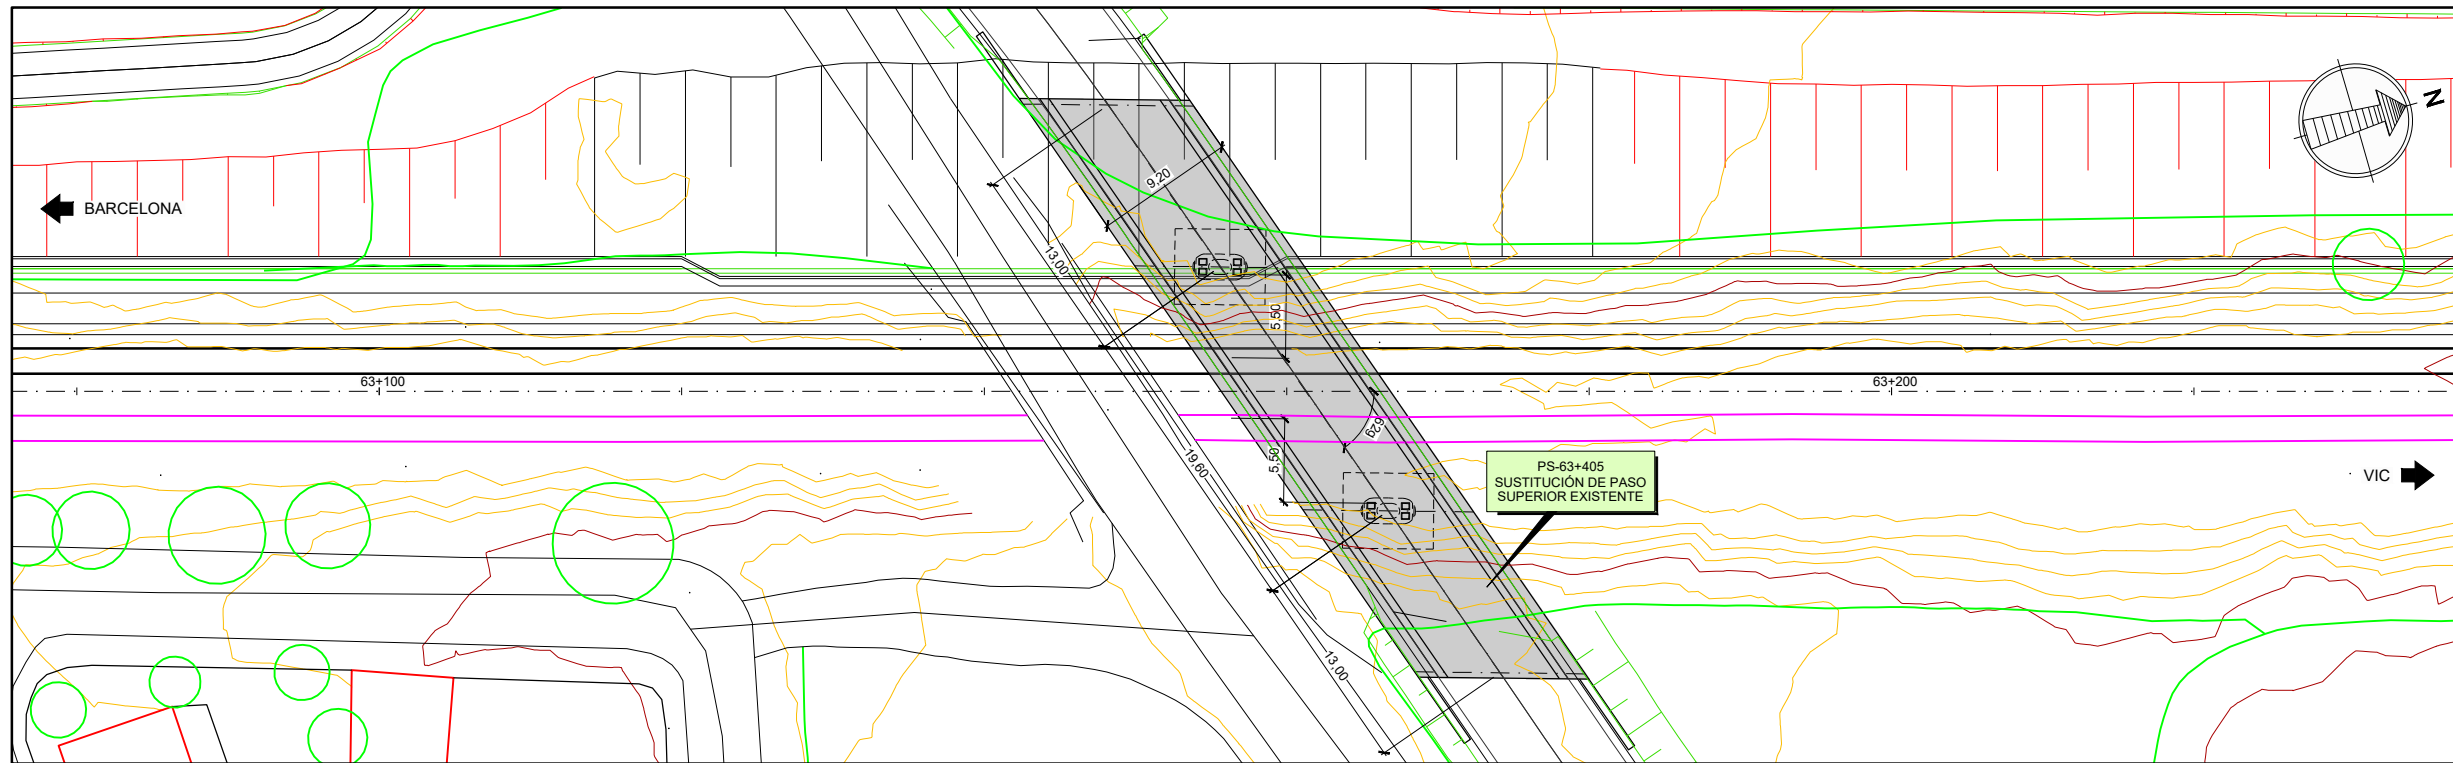 N
9,20
BARCELONA
13,00
5,50
63+100
63+200
62g
5,50
19,60
PS-63+405
SUSTITUCIÓN DE PASO
SUPERIOR EXISTENTE
VIC
13,00